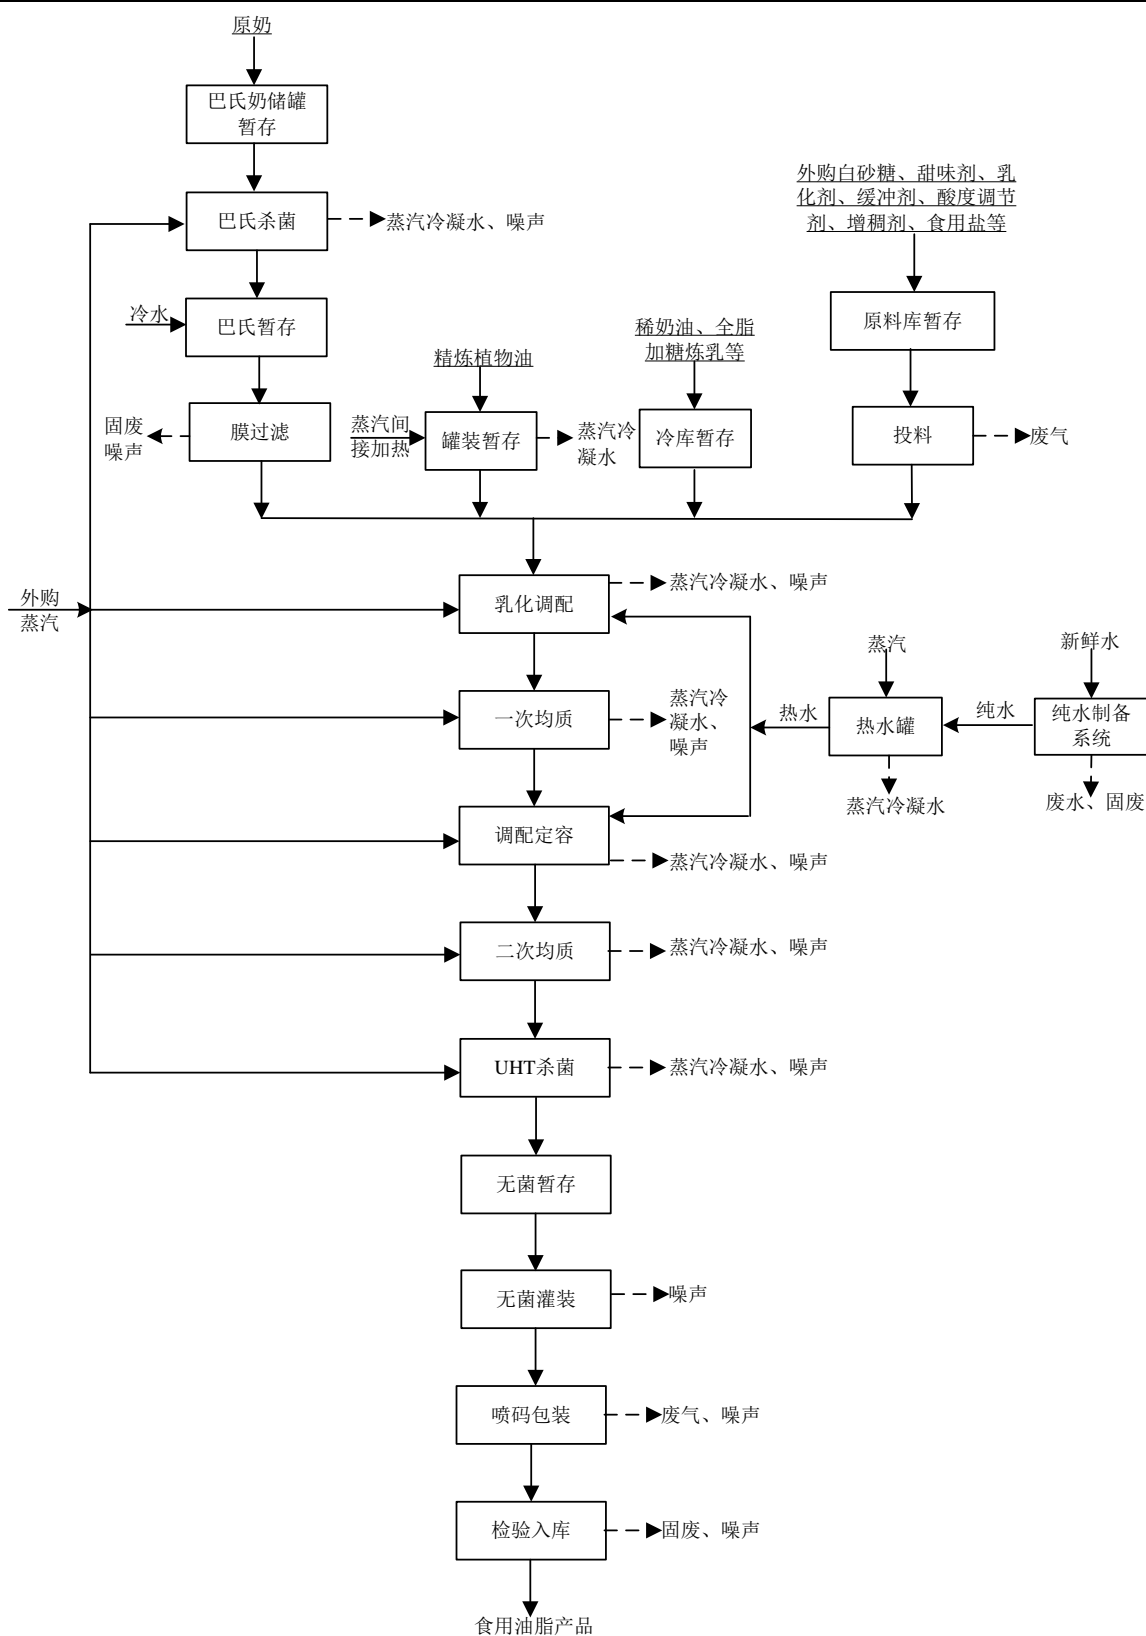 原奶
巴氏奶储罐
暂存
巴氏杀菌
蒸汽冷凝水、噪声
冷水
巴氏暂存
固废
噪声
膜过滤
精炼植物油
蒸汽间
接加热
罐装暂存
蒸汽冷
凝水
稀奶油、全脂
加糖炼乳等
冷库暂存
外购白砂糖、甜味剂、乳
化剂、缓冲剂、酸度调节
剂、增稠剂、食用盐等
原料库暂存
投料
废气
外购
蒸汽
乳化调配
蒸汽冷凝水、噪声
一次均质
蒸汽冷
凝水、
噪声
热水
蒸汽
热水罐
蒸汽冷凝水
纯水
新鲜水
纯水制备
系统
废水、固废
调配定容
蒸汽冷凝水、噪声
二次均质
蒸汽冷凝水、噪声
UHT杀菌
蒸汽冷凝水、噪声
无菌暂存
无菌灌装
噪声
喷码包装
废气、噪声
检验入库
固废、噪声
食用油脂产品